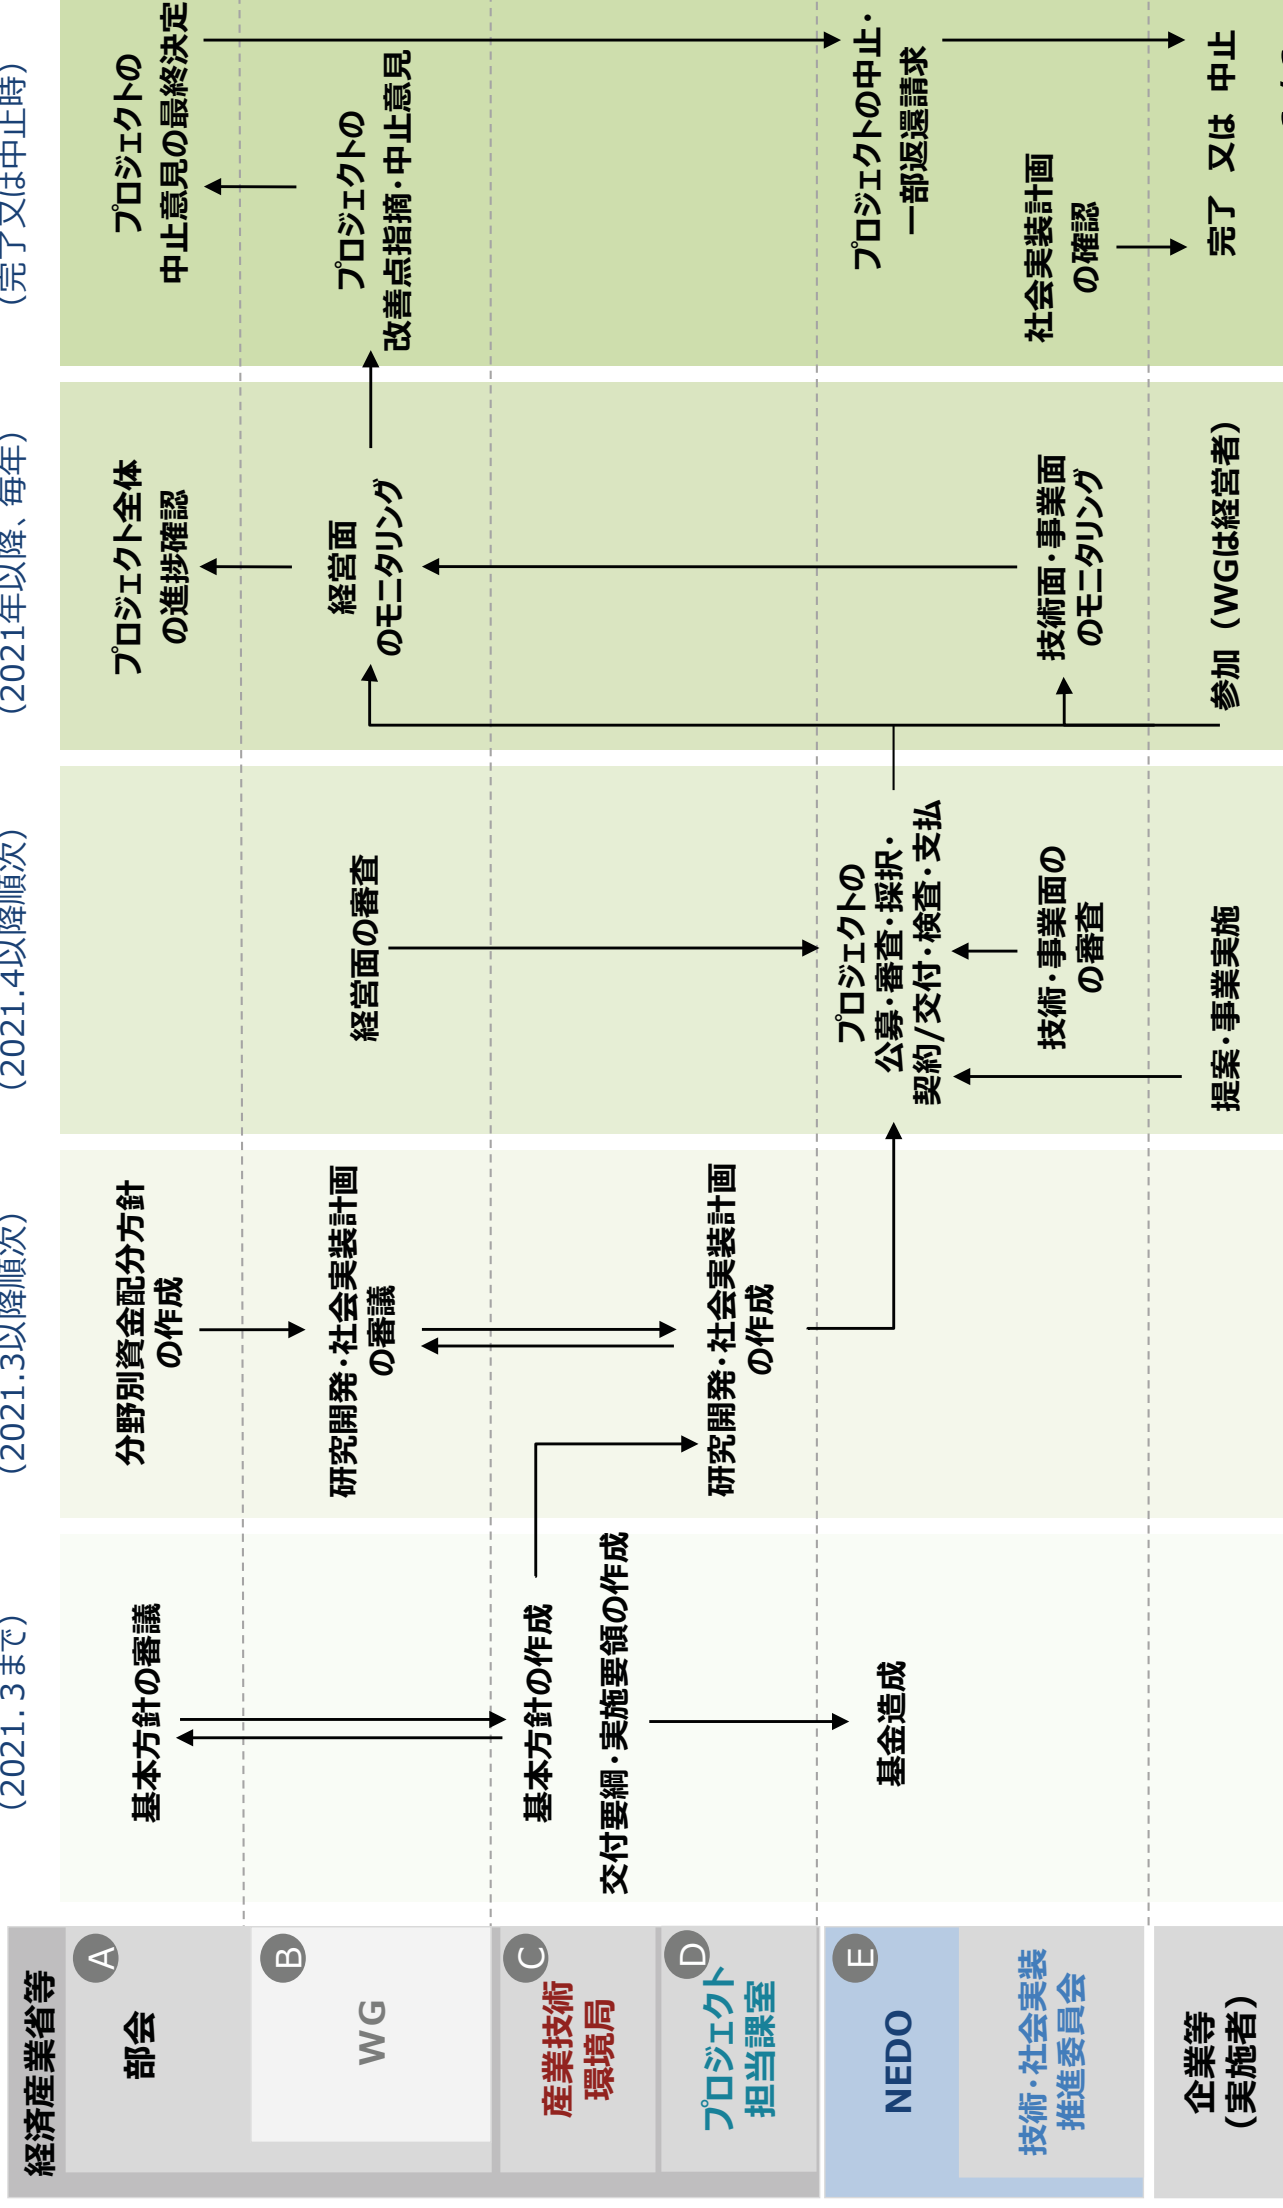 （2021. 3まで）
（2021.3以降順次）
（2021.4以降順次）
（2021年以降、毎年）
（完了又は中止時）
経済産業省等
A
部会
基本方針の審議
分野別資金配分方針
の作成
プロジェクト全体
の進捗確認
プロジェクトの
中止意見の最終決定
B
WG
研究開発・社会実装計画
の審議
経営面の審査
経営面
のモニタリング
プロジェクトの
改善点指摘・中止意見
C
産業技術
環境局
基本方針の作成
交付要綱・実施要領の作成
D
プロジェクト
担当課室
研究開発・社会実装計画
の作成
E
NEDO
基金造成
プロジェクトの
公募・審査・採択・
契約/交付・検査・支払
プロジェクトの中止・
一部返還請求
技術・社会実装
推進委員会
技術・事業面の
の審査
技術面・事業面
のモニタリング
社会実装計画
の確認
企業等
（実施者）
提案・事業実施
参加（WGは経営者）
完了 又は 中止